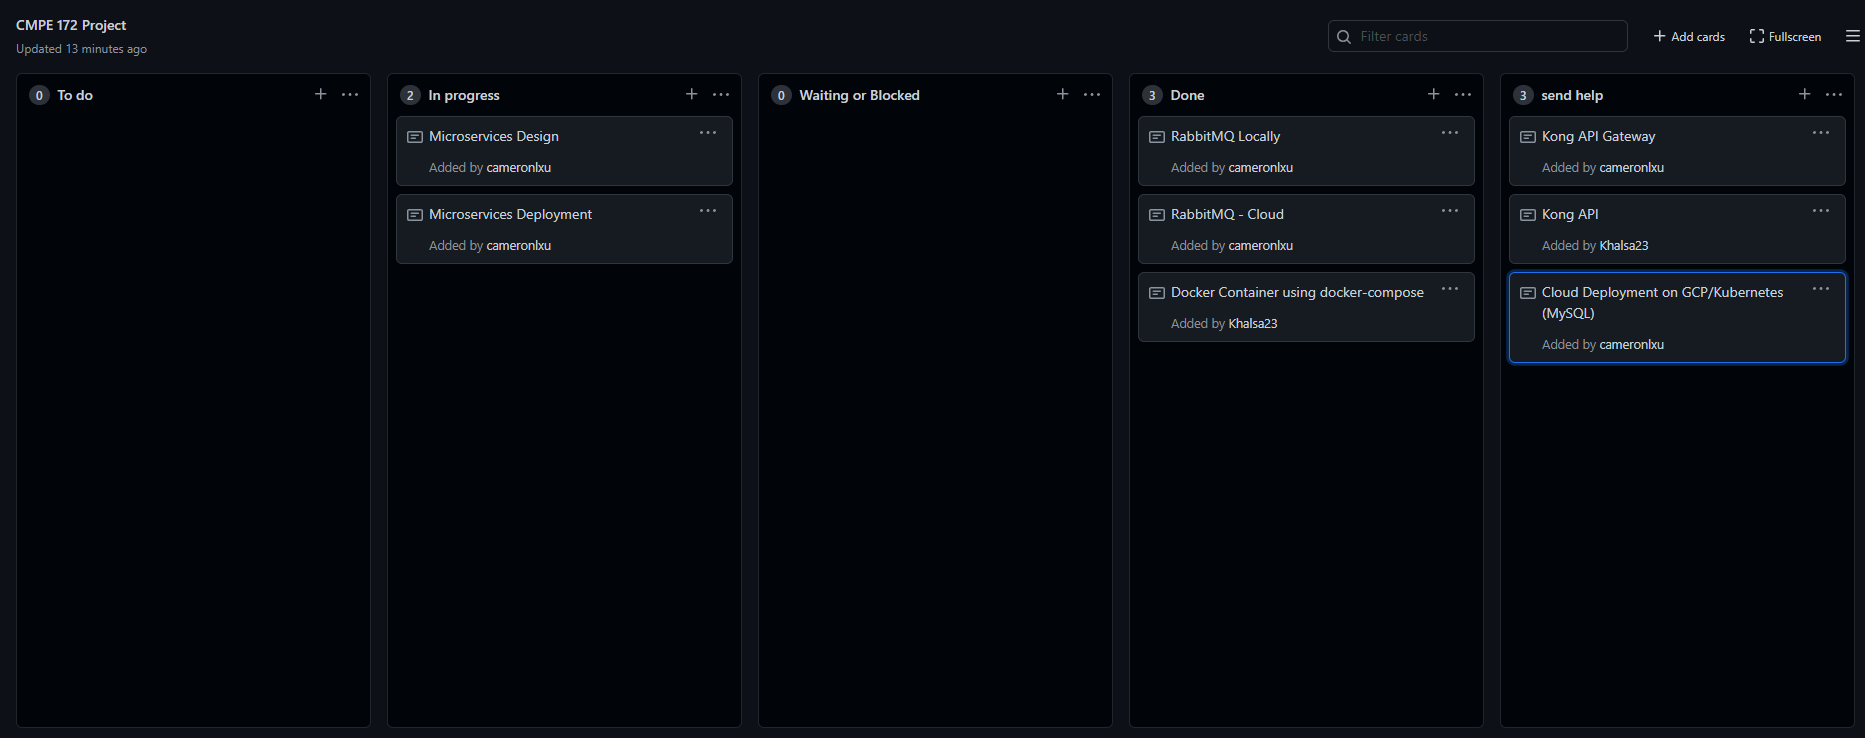 CMPE 172 Project
Updated 13 minutes ago
Filter cards
Add cards
Fullscreen
0 To do
2 In progress
Microservices Design
Added by cameronlxu
Microservices Deployment
Added by cameronlxu
0 Waiting or Blocked
3 Done
RabbitMQ Locally
Added by cameronlxu
RabbitMQ - Cloud
Added by cameronlxu
Docker Container using docker-compose
Added by Khalsa23
3 send help
Kong API Gateway
Added by cameronlxu
Kong API
Added by Khalsa23
Cloud Deployment on GCP/Kubernetes
(MySQL)
Added by cameronlxu